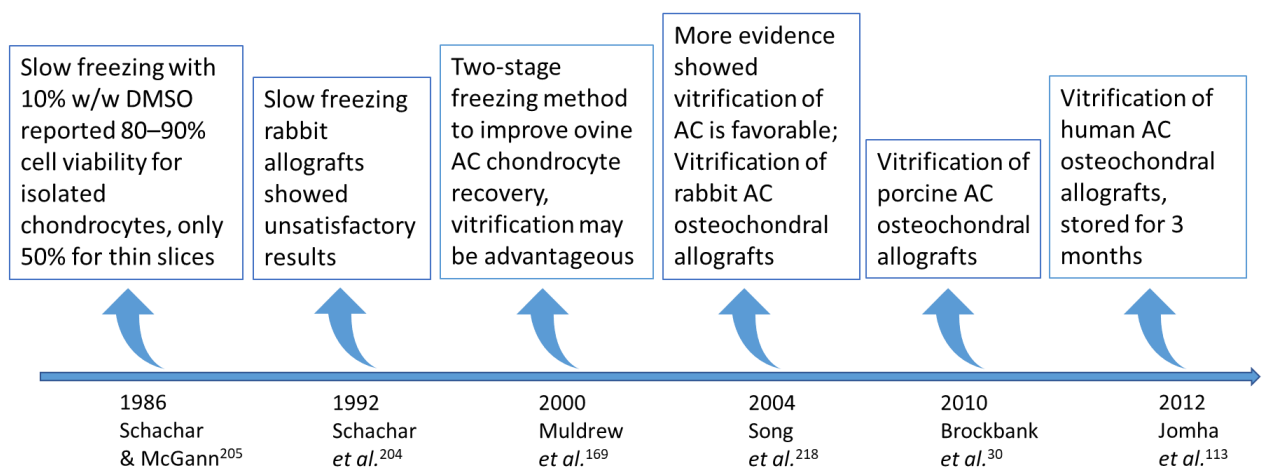 Slow freezing with
10% w/w DMSO
reported 80–90%
cell viability for
isolated
chondrocytes, only
50% for thin slices
Slow freezing
rabbit
allografts
showed
unsatisfactory
results
Two-stage
freezing method
to improve ovine
AC chondrocyte
recovery,
vitrification may
be advantageous
More evidence
showed
vitrification of
AC is favorable;
Vitrification of
rabbit AC
osteochondral
allografts
Vitrification of
porcine AC
osteochondral
allografts
Vitrification of
human AC
osteochondral
allografts,
stored for 3
months
1986
Schachar
& McGann205
1992
Schachar
et al.204
2000
Muldrew
et al.169
2004
Song
et al.218
2010
Brockbank
et al.30
2012
Jomha
et al.113